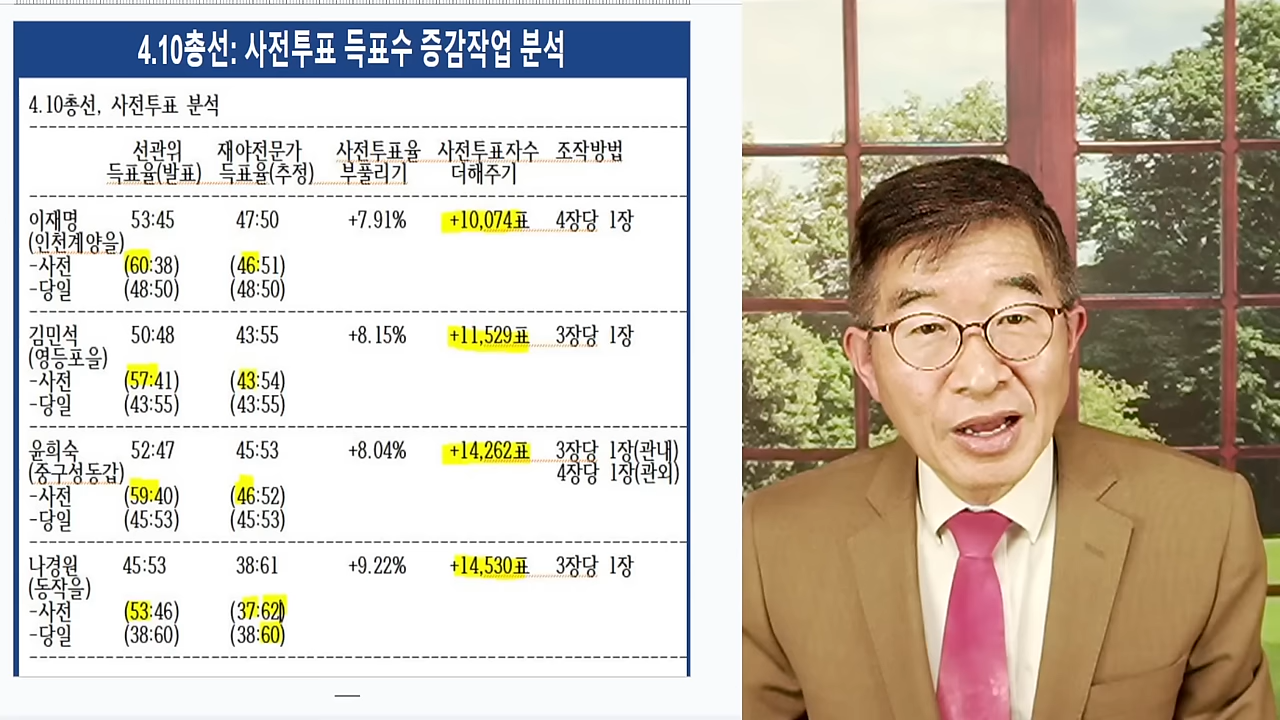 4.10총선: 사전투표 득표수 증감작업 분석
4.10총선, 사전투표 분석
선관위 재야전문가 사전투표율 사전투표자수 조작방법
득표율(발표) 득표율(추정) 부풀리기 더해주기
이재명 53:45 47:50 +7.91% +10,074표 4장당 1장
(인천계양을)
-사전 (60:38) (46:51)
-당일 (48:50) (48:50)
김민석 50:48 43:55 +8.15% +11,529표 3장당 1장
(영등포을)
-사전 (57:41) (43:54)
-당일 (43:55) (43:55)
윤희숙 52:47 45:53 +8.04% +14,262표 3장당 1장(관내)
(중구성동갑) 4장당 1장(관외)
-사전 (59:40) (46:52)
-당일 (45:53) (45:53)
나경원 45:53 38:61 +9.22% +14,530표 3장당 1장
(동작을)
-사전 (53:46) (37:62)
-당일 (38:60) (38:60)